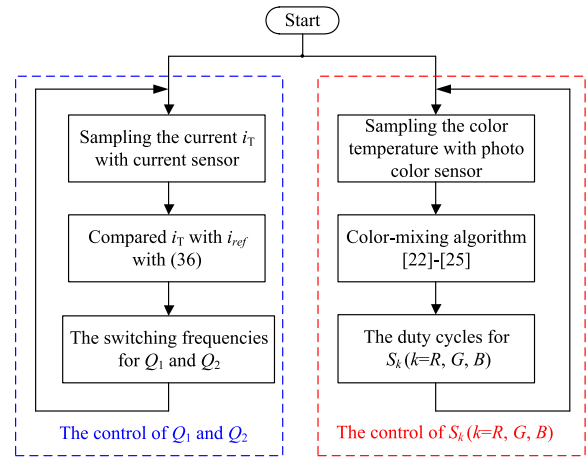 Start
Sampling the current iT
with current sensor
Compared iT with iref
with (36)
The switching frequencies
for Q1 and Q2
The control of Q1 and Q2
Sampling the color
temperature with photo
color sensor
Color-mixing algorithm
[22]-[25]
The duty cycles for
Sk(k=R, G, B)
The control of Sk(k=R, G, B)